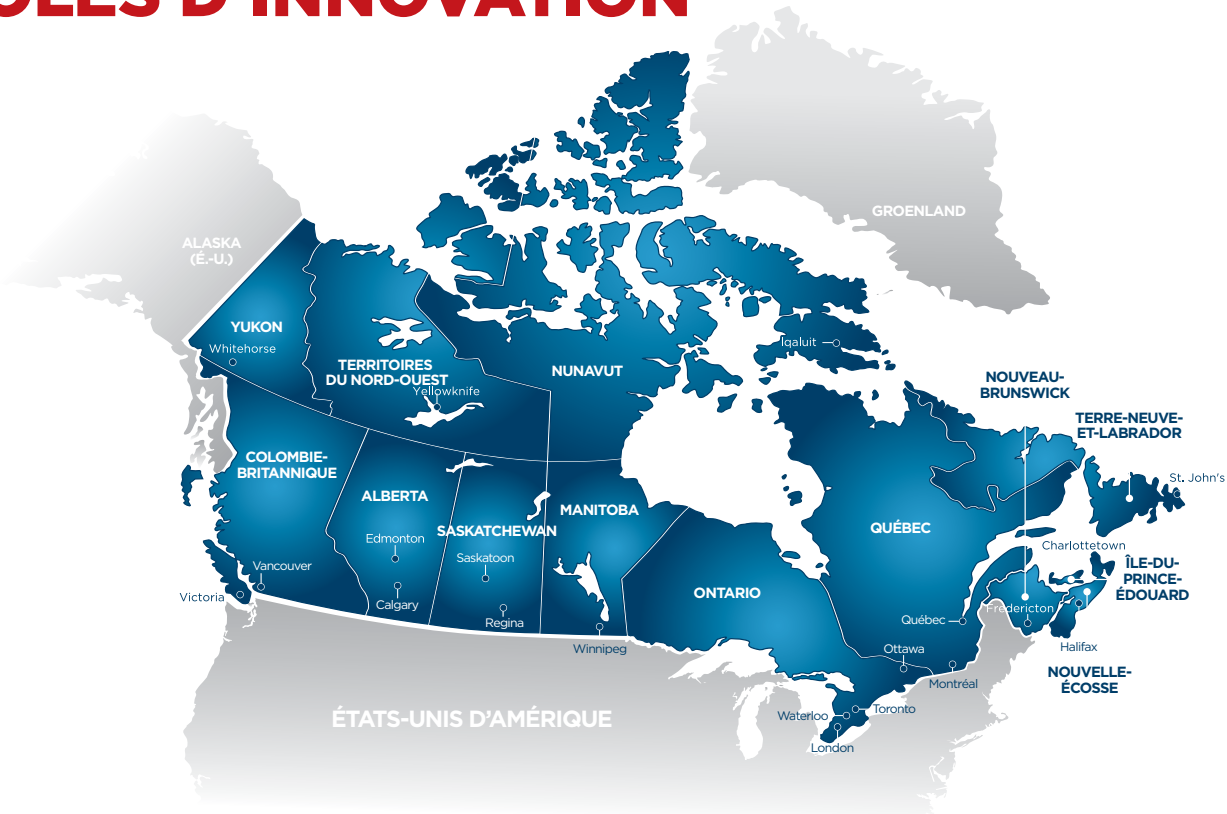 PÔLES D'INNOVATION
GROENLAND
ALASKA
(É.-U.)
YUKON
Whitehorse
Iqaluit
TERRITOIRES
DU NORD-OUEST
Yellowknife
NUNAVUT
NOUVEAU-
BRUNSWICK
TERRE-NEUVE-
ET-LABRADOR
St. John's
COLOMBIE-
BRITANNIQUE
ALBERTA
Edmonton
Calgary
SASKATCHEWAN
Saskatoon
Regina
MANITOBA
Winnipeg
Vancouver
Victoria
ONTARIO
QUÉBEC
Québec
Charlottetown
ÎLE-DU-
PRINCE-
ÉDOUARD
Fredericton
Halifax
NOUVELLE-
ÉCOSSE
Ottawa
Montréal
Toronto
Waterloo
London
ÉTATS-UNIS D'AMÉRIQUE